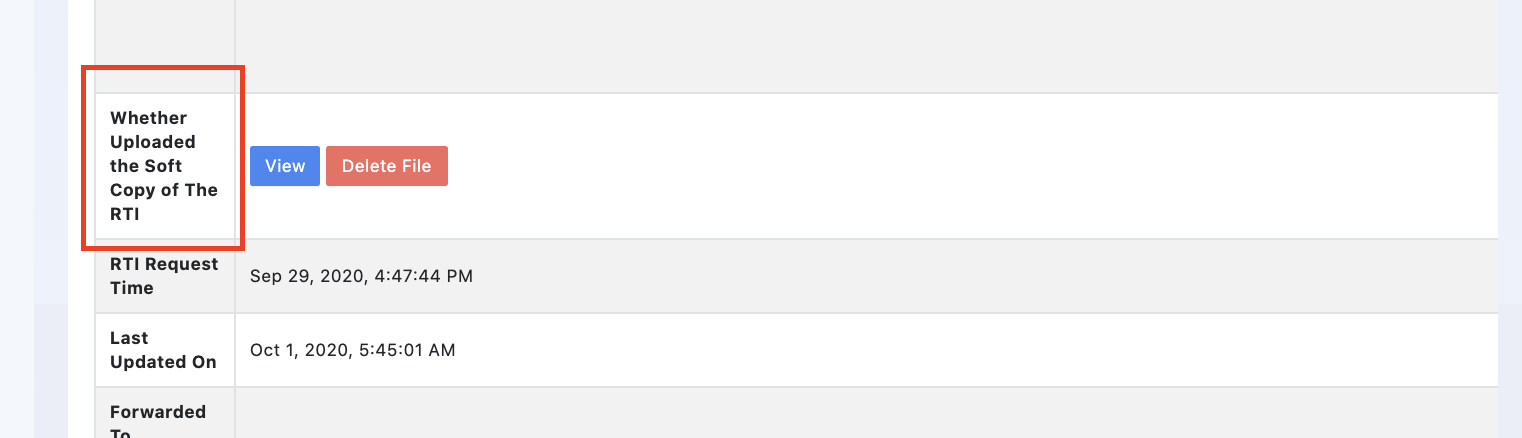 Whether
Uploaded
the Soft
Copy of The
RTI
View
Delete File
RTI Request
Time
Sep 29, 2020, 4:47:44 PM
Last
Updated On
Oct 1, 2020, 5:45:01 AM
Forwarded
To